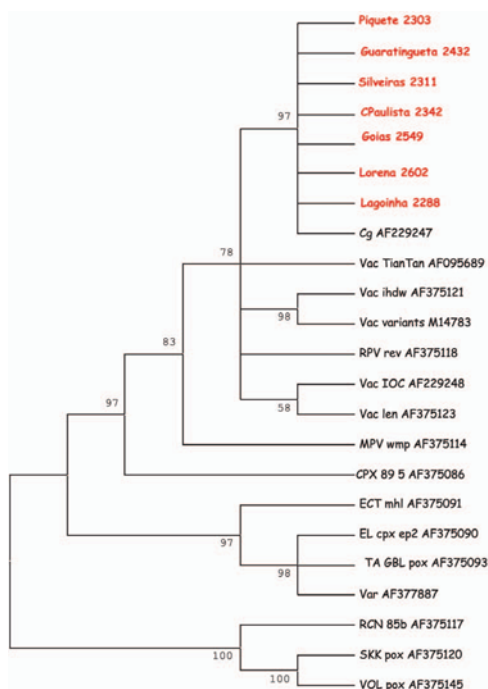 Piquete 2303
Guaratingueta 2432
Silveiras 2311
97
CPaulista 2342
Goias 2549
Lorena 2602
Lagoinha 2288
Cg AF229247
78
Vac TianTan AF095689
Vac ihdw AF375121
98
Vac variants M14783
83
RPV rev AF375118
Vac IOC AF229248
97
58
Vac len AF375123
MPV wmp AF375114
CPX 89 5 AF375086
ECT mhl AF375091
97
EL cpx ep2 AF375090
TA GBL pox AF375093
98
Var AF377887
RCN 85b AF375117
100
SKK pox AF375120
100
VOL pox AF375145